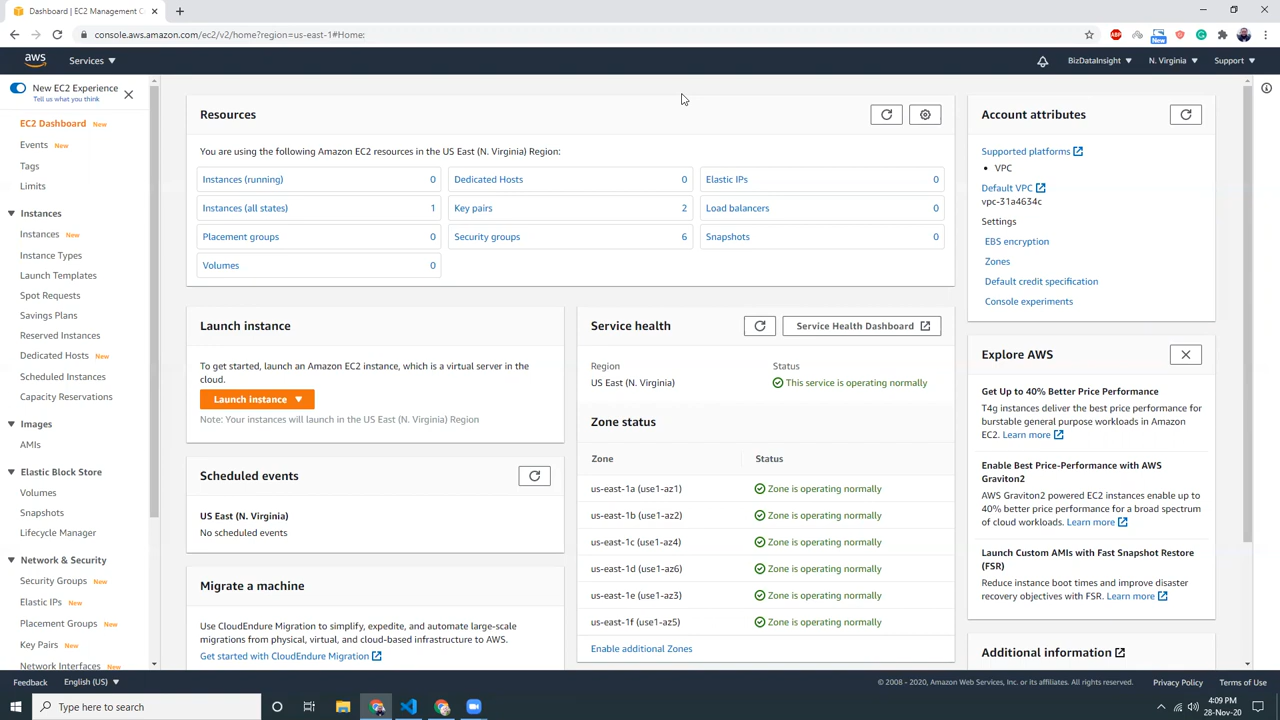 Dashboard | EC2 Management C
console.aws.amazon.com/ec2/v2/home?region=us-east-1#Home:
ABP
New
aws
Services
BizDataInsight
N. Virginia
Support
New EC2 Experience
Tell us what you think
EC2 Dashboard New
Events New
Tags
Limits
Instances
Instances New
Instance Types
Launch Templates
Spot Requests
Savings Plans
Reserved Instances
Dedicated Hosts New
Scheduled Instances
Capacity Reservations
Images
AMIs
Elastic Block Store
Volumes
Snapshots
Lifecycle Manager
Network & Security
Security Groups New
Elastic IPs New
Placement Groups New
Key Pairs New
Network Interfaces New
Resources
You are using the following Amazon EC2 resources in the US East (N. Virginia) Region:
Instances (running) 0
Dedicated Hosts 0
Elastic IPs 0
Instances (all states) 1
Key pairs 2
Load balancers 0
Placement groups 0
Security groups 6
Snapshots 0
Volumes 0
Launch instance
To get started, launch an Amazon EC2 instance, which is a virtual server in the
cloud.
Launch instance
Note: Your instances will launch in the US East (N. Virginia) Region
Scheduled events
US East (N. Virginia)
No scheduled events
Migrate a machine
Use CloudEndure Migration to simplify, expedite, and automate large-scale
migrations from physical, virtual, and cloud-based infrastructure to AWS.
Get started with CloudEndure Migration
Service health
Service Health Dashboard
Region Status
US East (N. Virginia) This service is operating normally
Zone status
Zone Status
us-east-1a (use1-az1) Zone is operating normally
us-east-1b (use1-az2) Zone is operating normally
us-east-1c (use1-az4) Zone is operating normally
us-east-1d (use1-az6) Zone is operating normally
us-east-1e (use1-az3) Zone is operating normally
us-east-1f (use1-az5) Zone is operating normally
Enable additional Zones
Account attributes
Supported platforms
VPC
Default VPC
vpc-31a4634c
Settings
EBS encryption
Zones
Default credit specification
Console experiments
Explore AWS
Get Up to 40% Better Price Performance
T4g instances deliver the best price performance for
burstable general purpose workloads in Amazon
EC2. Learn more
Enable Best Price-Performance with AWS
Graviton2
AWS Graviton2 powered EC2 instances enable up to
40% better price performance for a broad spectrum
of cloud workloads. Learn more
Launch Custom AMIs with Fast Snapshot Restore
(FSR)
Reduce instance boot times and improve disaster
recovery objectives with FSR. Learn more
Additional information
Feedback
English (US)
© 2008 - 2020, Amazon Web Services, Inc. or its affiliates. All rights reserved.
Privacy Policy
Terms of Use
Type here to search
4:09 PM
28-Nov-20